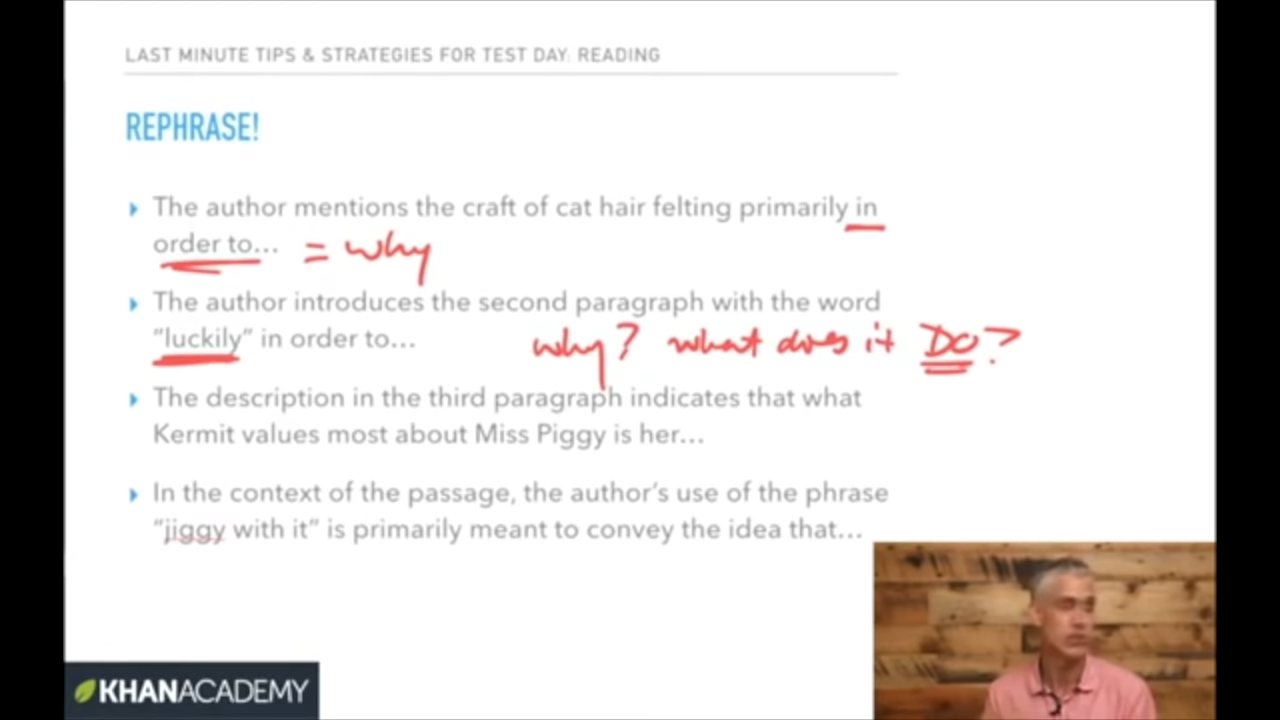 LAST MINUTE TIPS & STRATEGIES FOR TEST DAY: READING
REPHRASE!
The author mentions the craft of cat hair felting primarily in
order to... = why
The author introduces the second paragraph with the word
"luckily" in order to... why? what does it DO?
The description in the third paragraph indicates that what
Kermit values most about Miss Piggy is her...
In the context of the passage, the author's use of the phrase
"jiggy with it" is primarily meant to convey the idea that...
KHANACADEMY